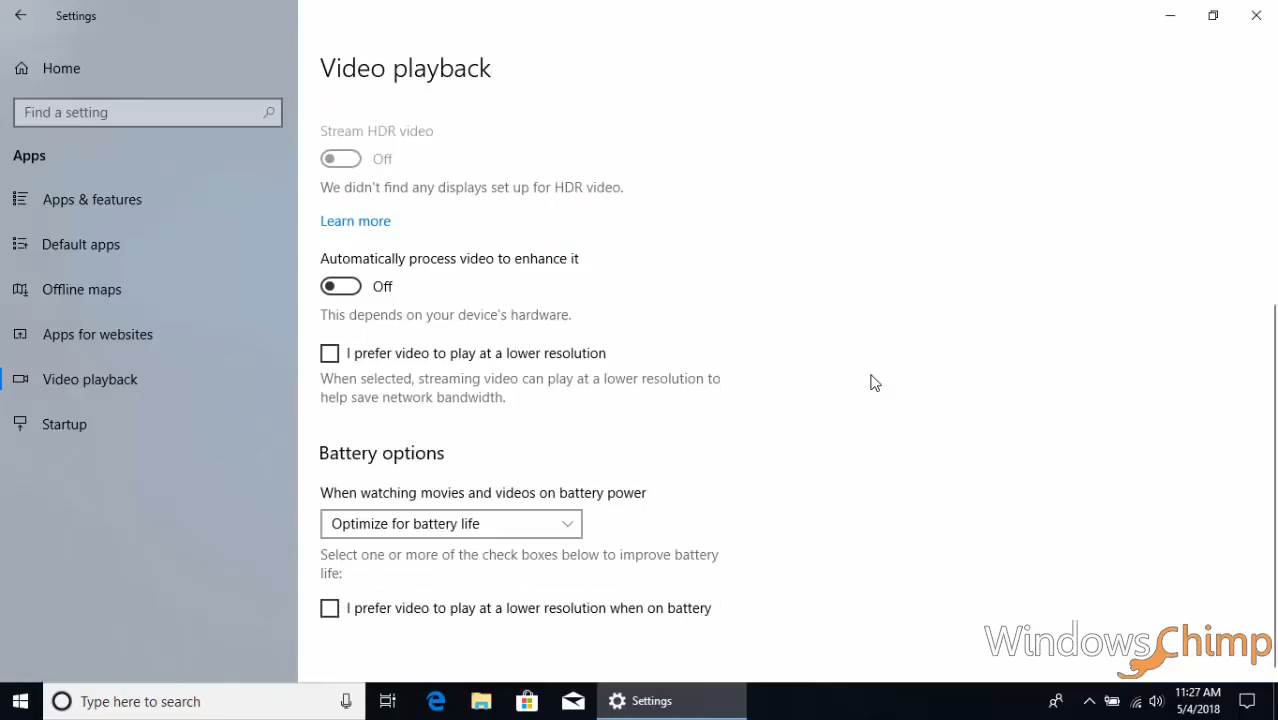 Settings
Home
Find a setting
Apps
Apps & features
Default apps
Offline maps
Apps for websites
Video playback
Startup
Video playback
Stream HDR video
Off
We didn't find any displays set up for HDR video.
Learn more
Automatically process video to enhance it
Off
This depends on your device's hardware.
I prefer video to play at a lower resolution
When selected, streaming video can play at a lower resolution to
help save network bandwidth.
Battery options
When watching movies and videos on battery power
Optimize for battery life
Select one or more of the check boxes below to improve battery
life:
I prefer video to play at a lower resolution when on battery
WindowsChimp
Type here to search
Settings
11:27 AM
5/4/2018